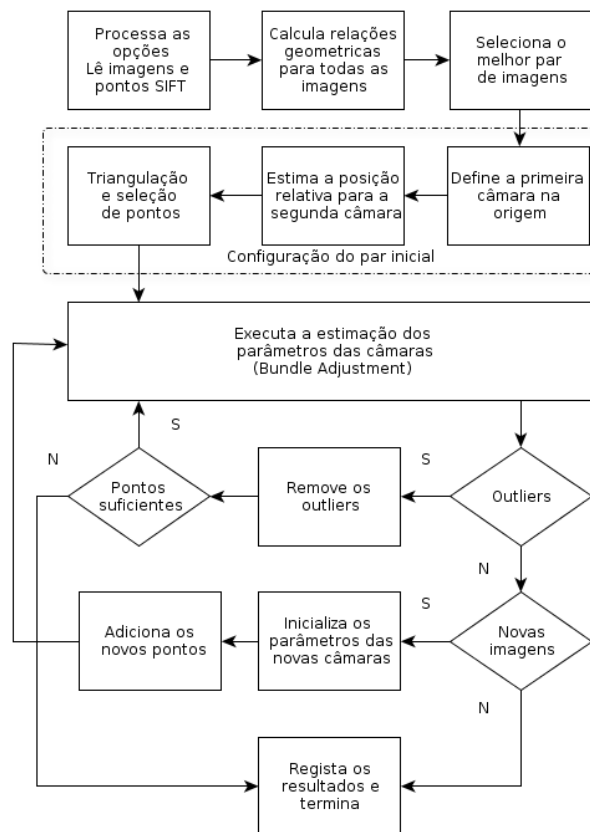 Processa as
opções
Lê imagens e
pontos SIFT
Calcula relações
geometricas
para todas as
imagens
Seleciona o
melhor par
de imagens
Triangulação
e seleção
de pontos
Estima a posição
relativa para a
segunda câmara
Define a primeira
câmara na
origem
Configuração do par inicial
Executa a estimação dos
parâmetros das câmaras
(Bundle Adjustment)
S
N
Pontos
suficientes
Remove os
outliers
S
Outliers
N
Adiciona os
novos pontos
Inicializa os
parâmetros das
novas câmaras
S
Novas
imagens
N
Regista os
resultados e
termina